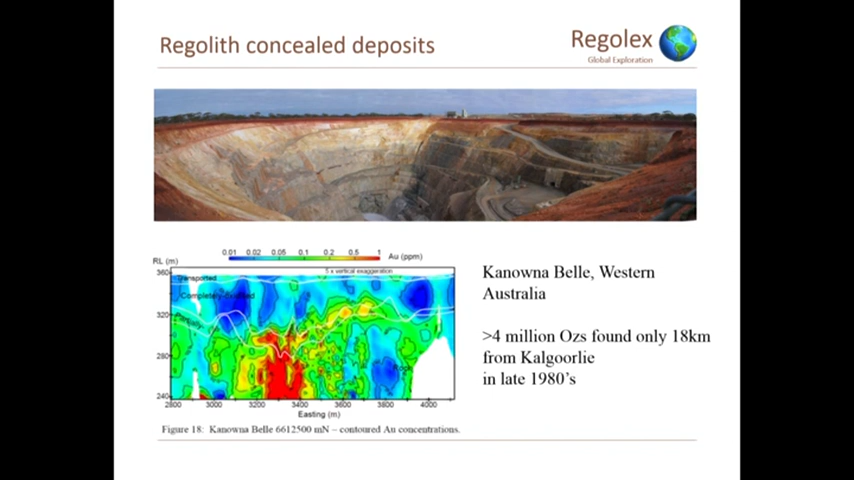 Regolith concealed deposits
Regolex
Global Exploration
0.01 0.02 0.05 0.1 0.2 0.5 1
Au (ppm)
RL (m)
5 x vertical exaggeration
360
Transported
Completely-oxidised
320
280
240
2800 3000 3200 3400 3600 3800 4000
Easting (m)
Figure 18: Kanowna Belle 6612500 mN – contoured Au concentrations.
Kanowna Belle, Western
Australia
>4 million Ozs found only 18km
from Kalgoorlie
in late 1980's